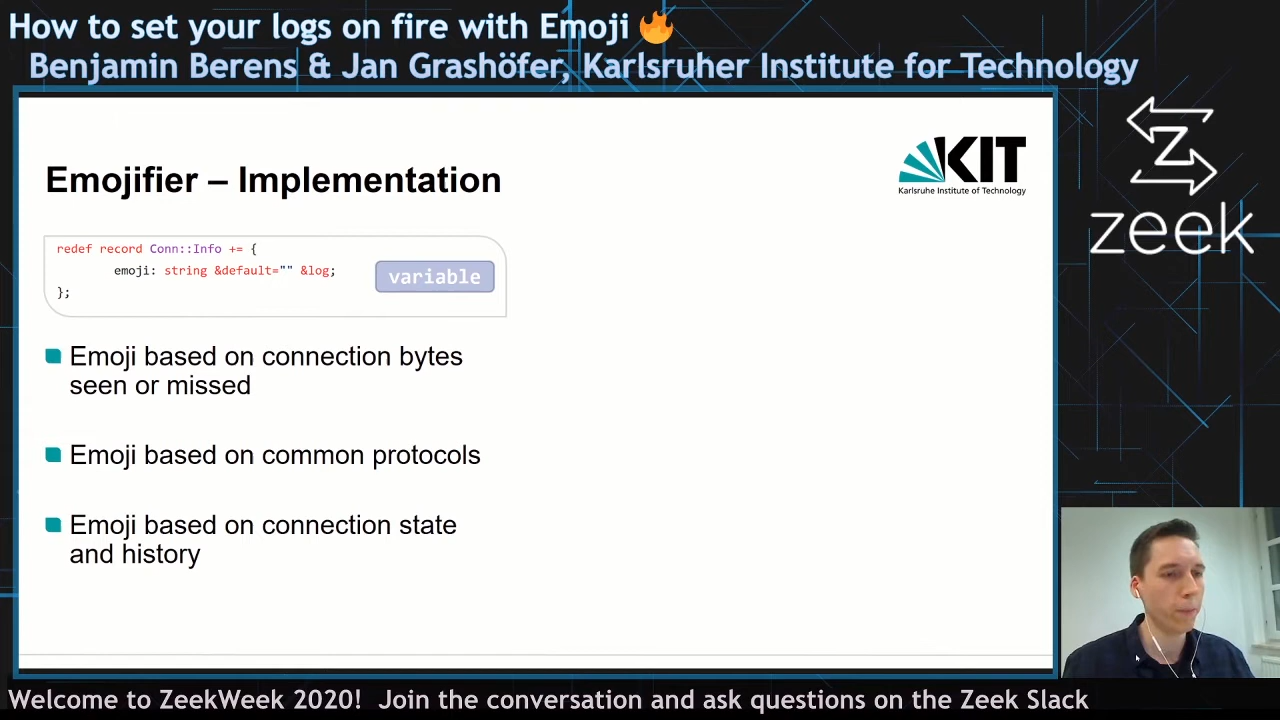 How to set your logs on fire with Emoji 🔥
Benjamin Berens & Jan Grashöfer, Karlsruher Institute for Technology
Emojifier – Implementation
KIT
Karlsruhe Institute of Technology
zeek
redef record Conn::Info += {
emoji: string &default="" &log;
};
variable
Emoji based on connection bytes
seen or missed
Emoji based on common protocols
Emoji based on connection state
and history
Welcome to ZeekWeek 2020! Join the conversation and ask questions on the Zeek Slack